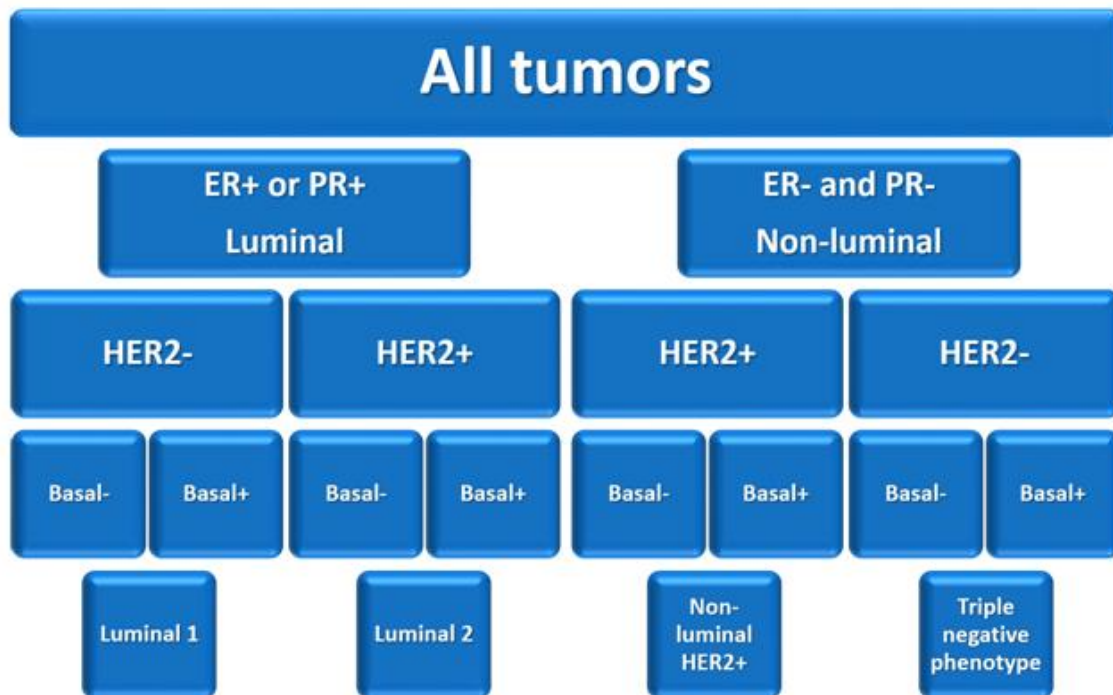 All tumors
ER+ or PR+
Luminal
ER- and PR-
Non-luminal
HER2-
HER2+
HER2+
HER2-
Basal-
Basal+
Basal-
Basal+
Basal-
Basal+
Basal-
Basal+
Luminal 1
Luminal 2
Non-
luminal
HER2+
Triple
negative
phenotype